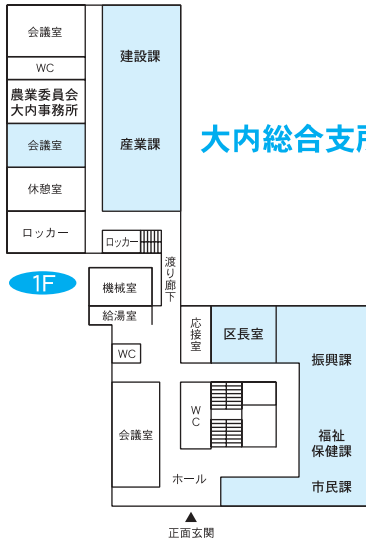 会議室
WC
農業委員会
大内事務所
会議室
休憩室
ロッカー
建設課
産業課
大内総合支所
ロッカー
渡り廊下
1F
機械室
給湯室
WC
会議室
応接室
区長室
振興課
WC
福祉
保健課
市民課
ホール
正面玄関